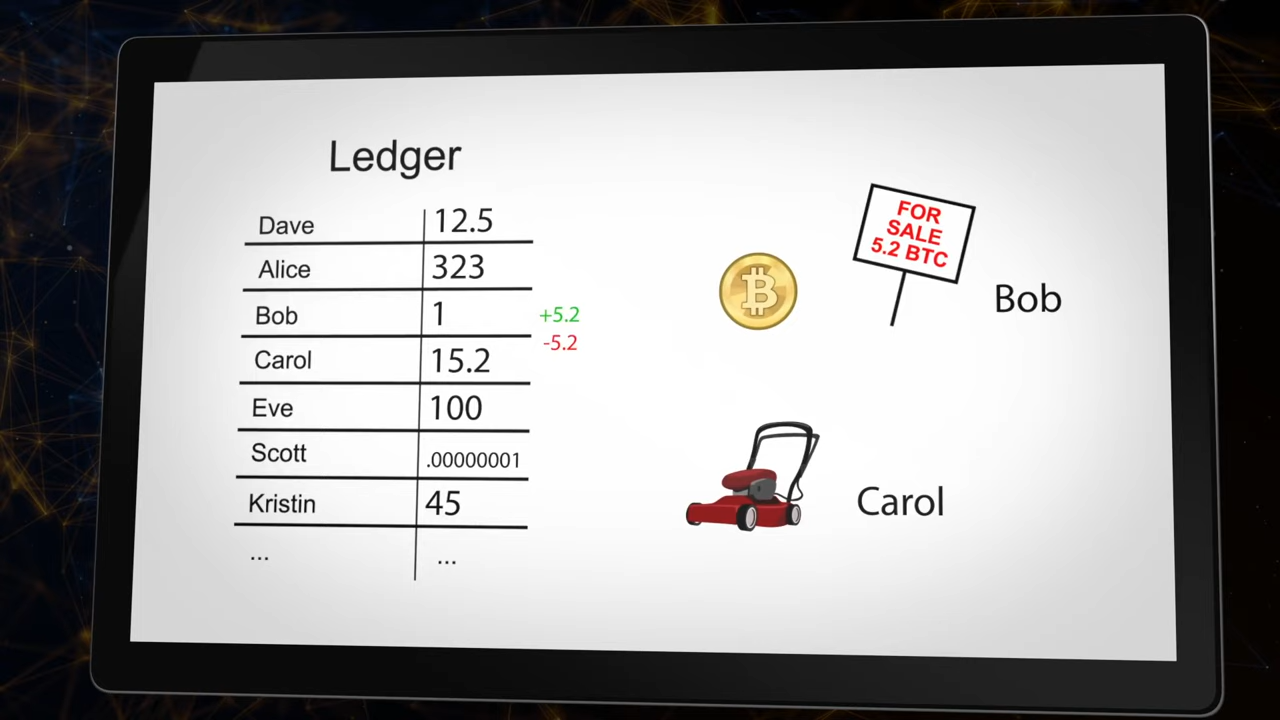 Ledger
Dave 12.5
Alice 323
Bob 1
+5.2
-5.2
Carol 15.2
Eve 100
Scott .00000001
Kristin 45
... ...
FOR
SALE
5.2 BTC
Bob
Carol